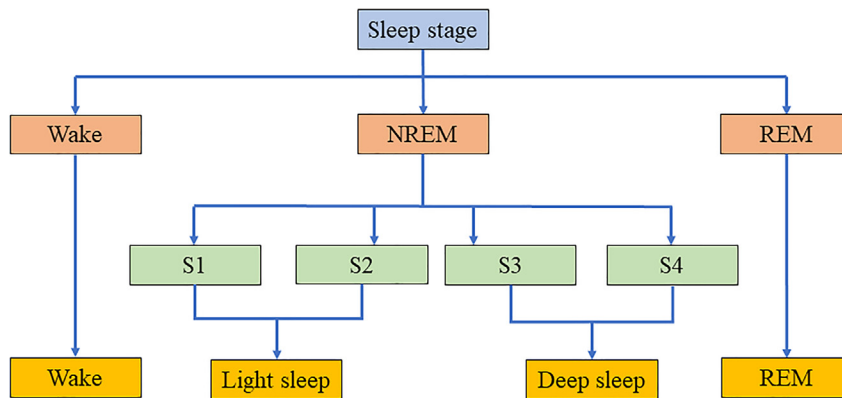 Sleep stage
Wake
NREM
REM
S1
S2
S3
S4
Wake
Light sleep
Deep sleep
REM